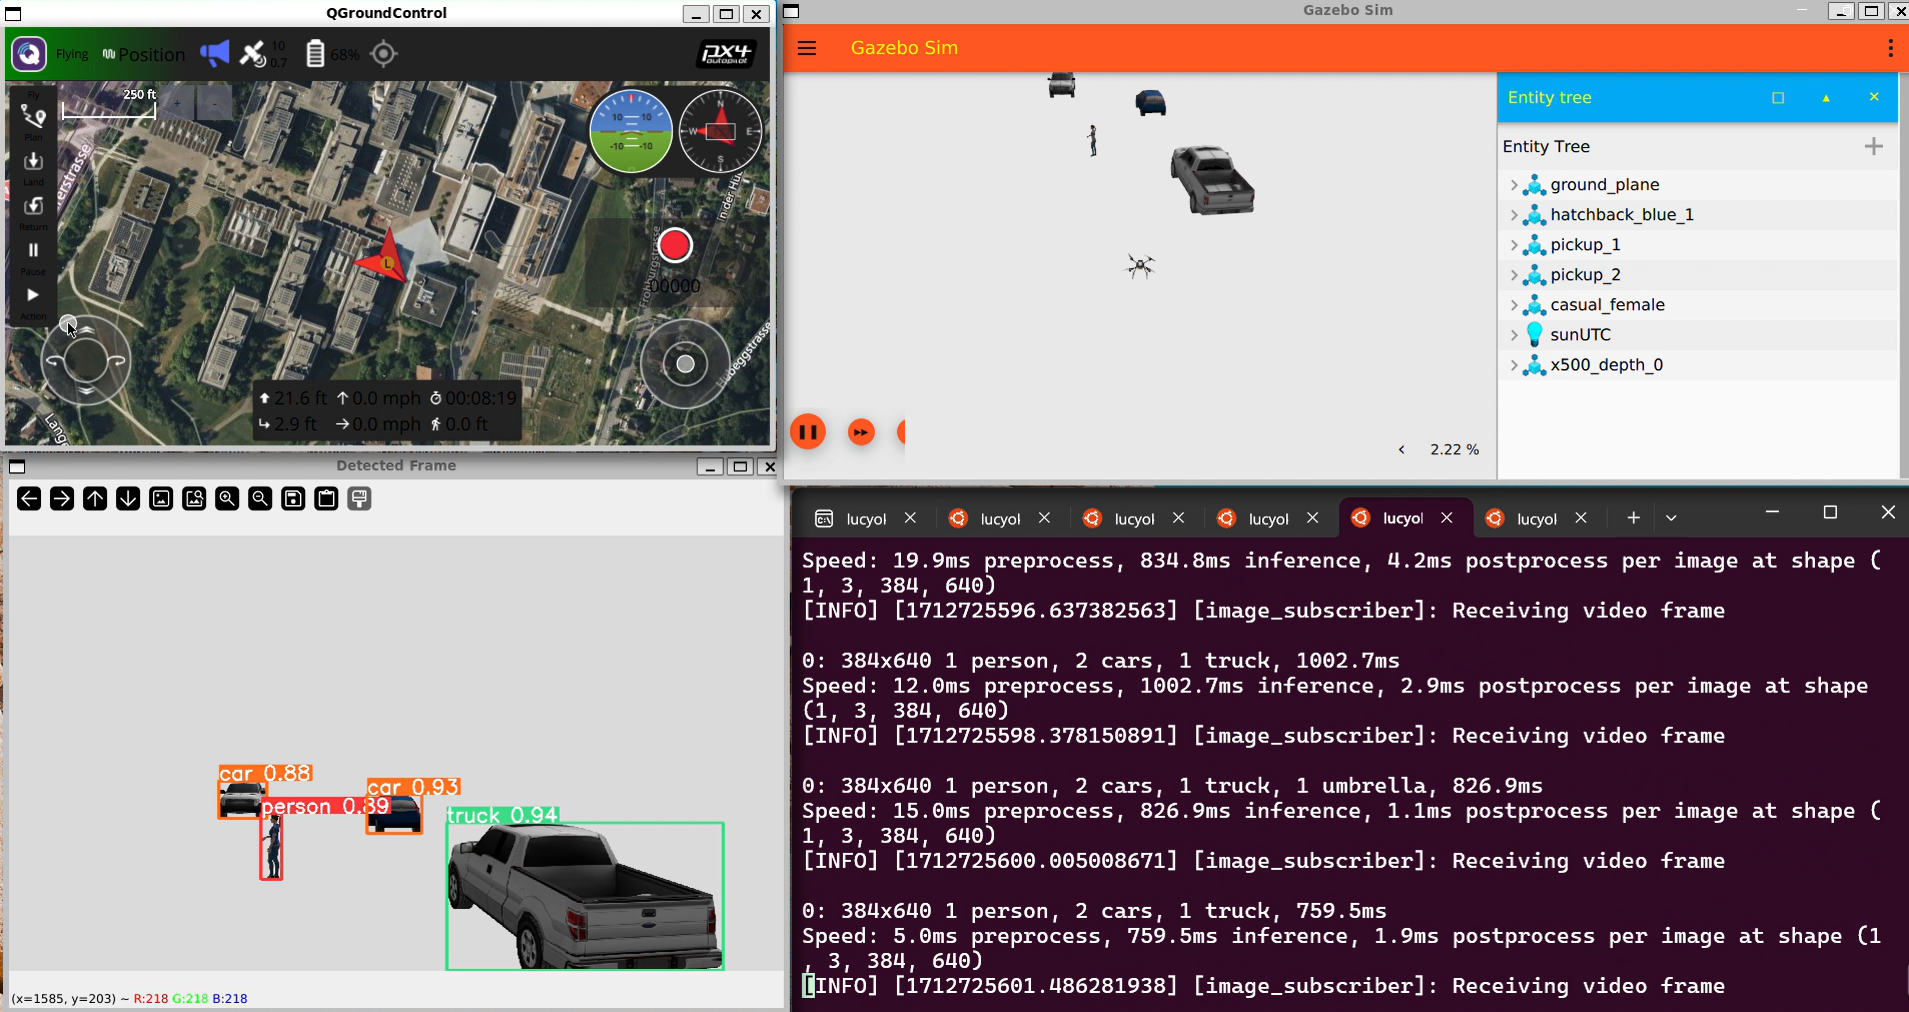 QGroundControl
Flying
Position
10
0.7
68%
px4
autopilot
Fly
250 ft
+
-
Plan
Land
Return
Pause
Action
10 10
-10 -10
N
W E
S
erstrasse
nider Hu
Frohburgstrasse
Hubeggstrasse
Lange
L
00000
21.6 ft 0.0 mph 00:08:19
2.9 ft 0.0 mph 0.0 ft
Gazebo Sim
Gazebo Sim
2.22 %
Entity tree
Entity Tree
ground_plane
hatchback_blue_1
pickup_1
pickup_2
casual_female
sunUTC
x500_depth_0
Detected Frame
car 0.88
car 0.93
person 0.89
truck 0.94
(x=1585, y=203) ~ R:218 G:218 B:218
lucyol lucyol lucyol lucyol lucyol lucyol
Speed: 19.9ms preprocess, 834.8ms inference, 4.2ms postprocess per image at shape (
1, 3, 384, 640)
[INFO] [1712725596.637382563] [image_subscriber]: Receiving video frame
0: 384x640 1 person, 2 cars, 1 truck, 1002.7ms
Speed: 12.0ms preprocess, 1002.7ms inference, 2.9ms postprocess per image at shape
(1, 3, 384, 640)
[INFO] [1712725598.378150891] [image_subscriber]: Receiving video frame
0: 384x640 1 person, 2 cars, 1 truck, 1 umbrella, 826.9ms
Speed: 15.0ms preprocess, 826.9ms inference, 1.1ms postprocess per image at shape (
1, 3, 384, 640)
[INFO] [1712725600.005008671] [image_subscriber]: Receiving video frame
0: 384x640 1 person, 2 cars, 1 truck, 759.5ms
Speed: 5.0ms preprocess, 759.5ms inference, 1.9ms postprocess per image at shape (1
, 3, 384, 640)
[INFO] [1712725601.486281938] [image_subscriber]: Receiving video frame